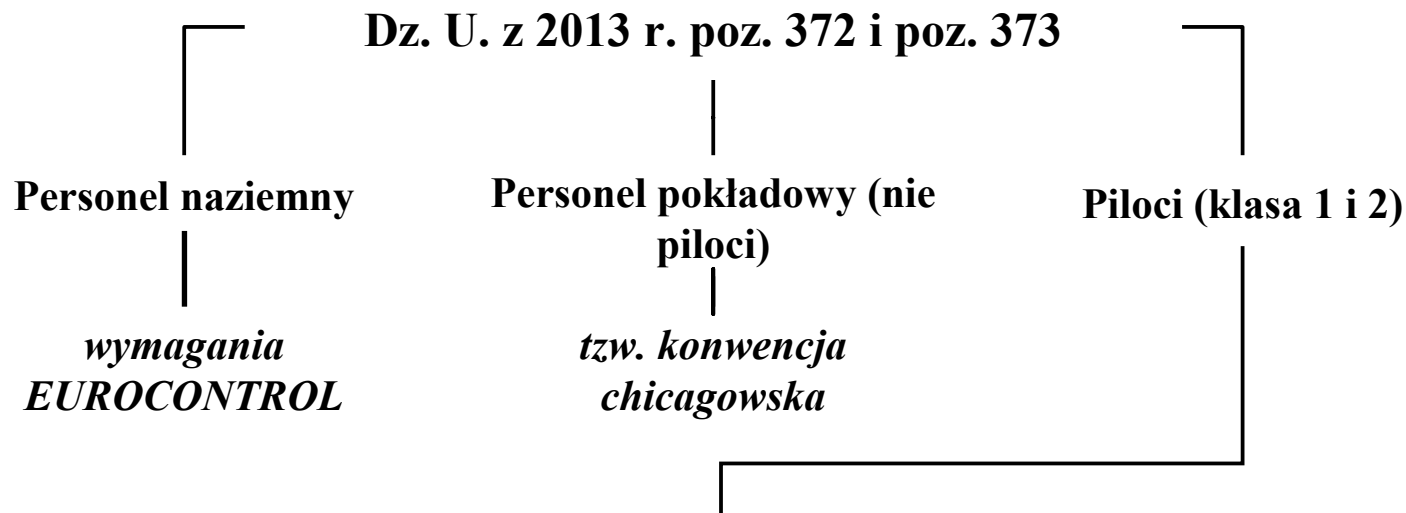 Dz. U. z 2013 r. poz. 372 i poz. 373
Personel naziemny
Personel pokładowy (nie
piloci)
Piloci (klasa 1 i 2)
wymagania
EUROCONTROL
tzw. konwencja
chicagowska